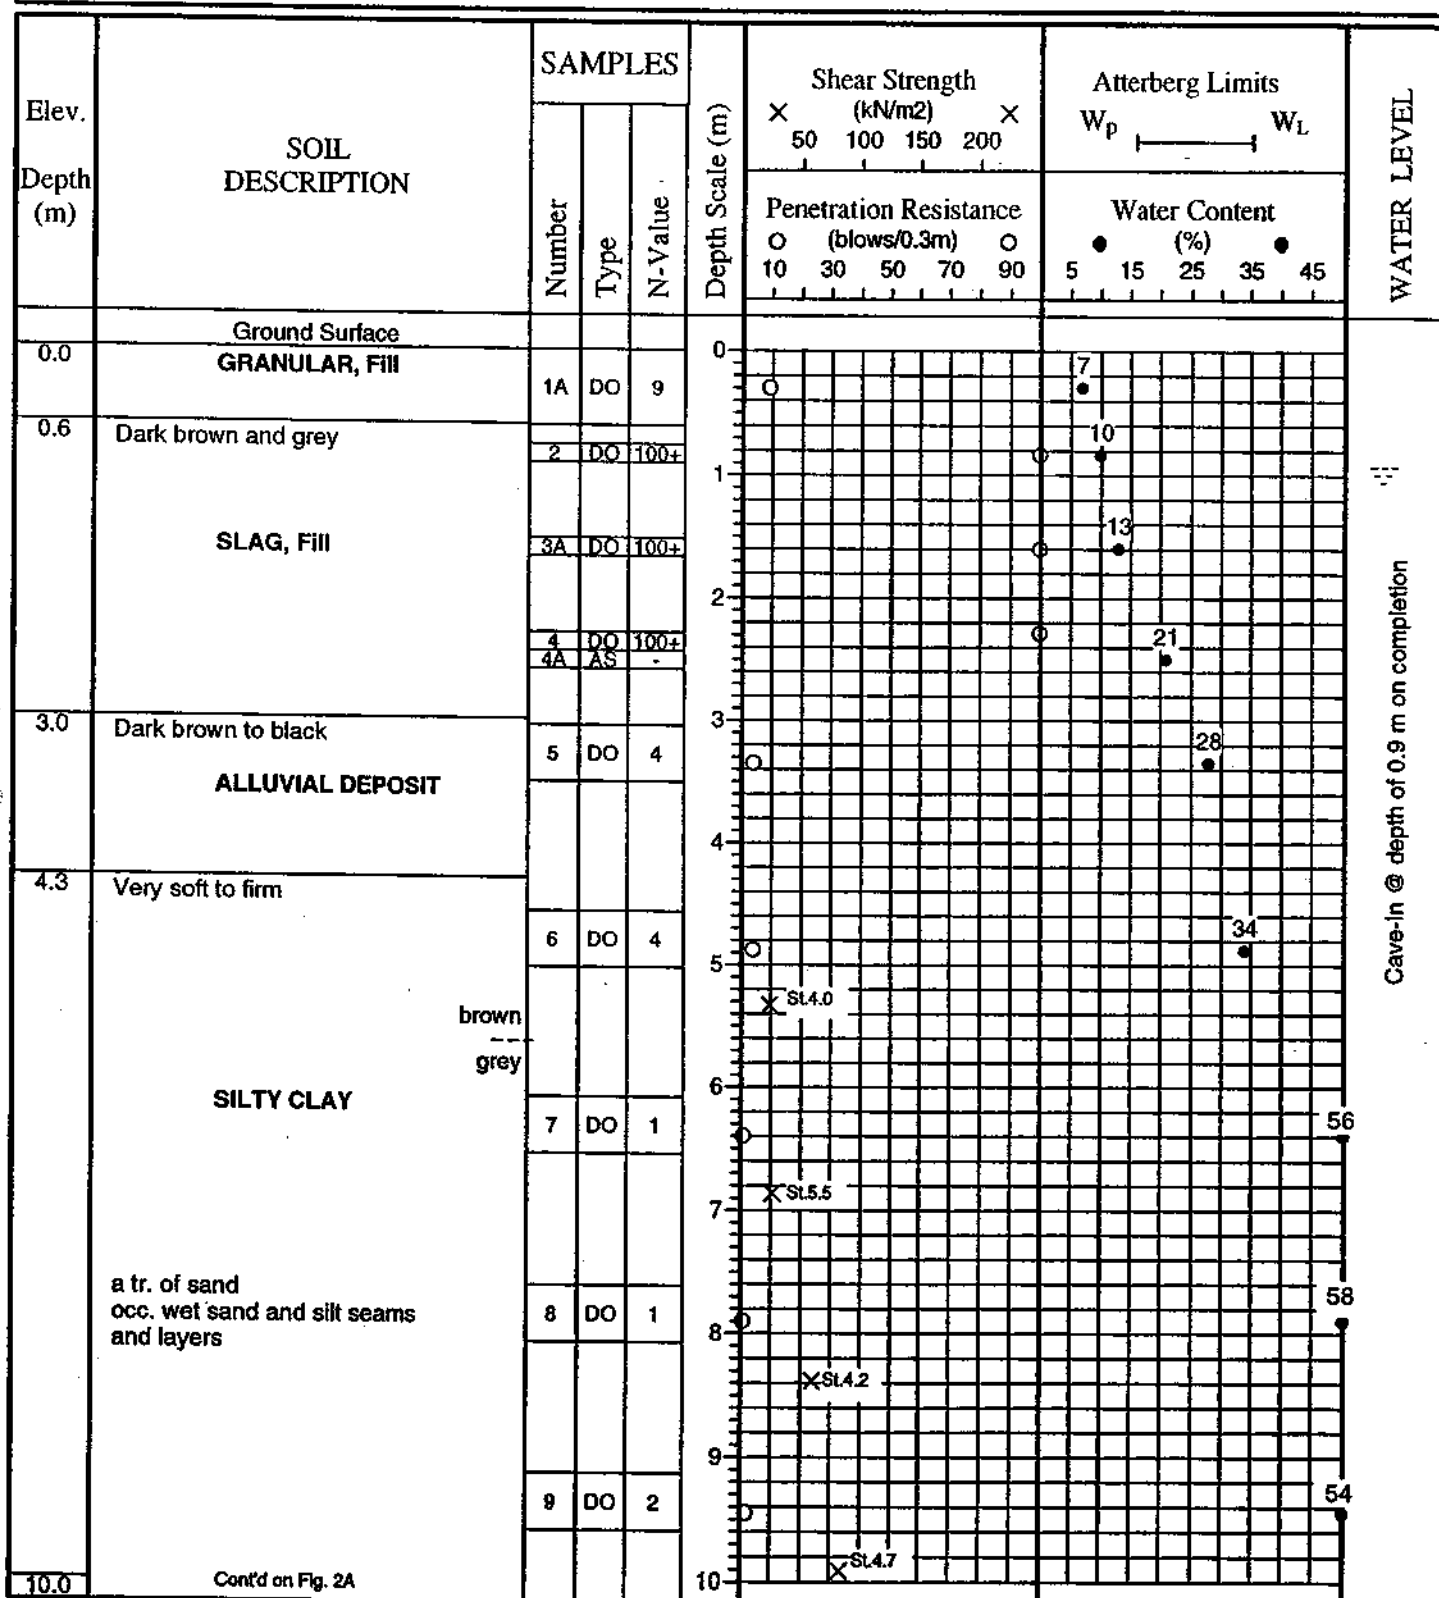 Elev.
Depth
(m)
SOIL
DESCRIPTION
SAMPLES
Number
Type
N-Value
Depth Scale (m)
Shear Strength
× (kN/m2) ×
50 100 150 200
Penetration Resistance
O (blows/0.3m) O
10 30 50 70 90
Atterberg Limits
Wp WL
Water Content
● (%) ●
5 15 25 35 45
WATER LEVEL
Ground Surface
0.0
GRANULAR, Fill
1A DO 9
0
7
0.6
Dark brown and grey
2 DO 100+
10
1
SLAG, Fill
3A DO 100+
13
2
4 DO 100+
4A AS -
21
3.0
Dark brown to black
3
5 DO 4
28
ALLUVIAL DEPOSIT
4
4.3
Very soft to firm
6 DO 4
34
5
St.4.0
brown
grey
6
SILTY CLAY
7 DO 1
56
St.5.5
7
a tr. of sand
occ. wet sand and silt seams
and layers
8 DO 1
58
8
St.4.2
9
9 DO 2
54
St.4.7
10.0
Cont'd on Fig. 2A
10
Cave-in @ depth of 0.9 m on completion